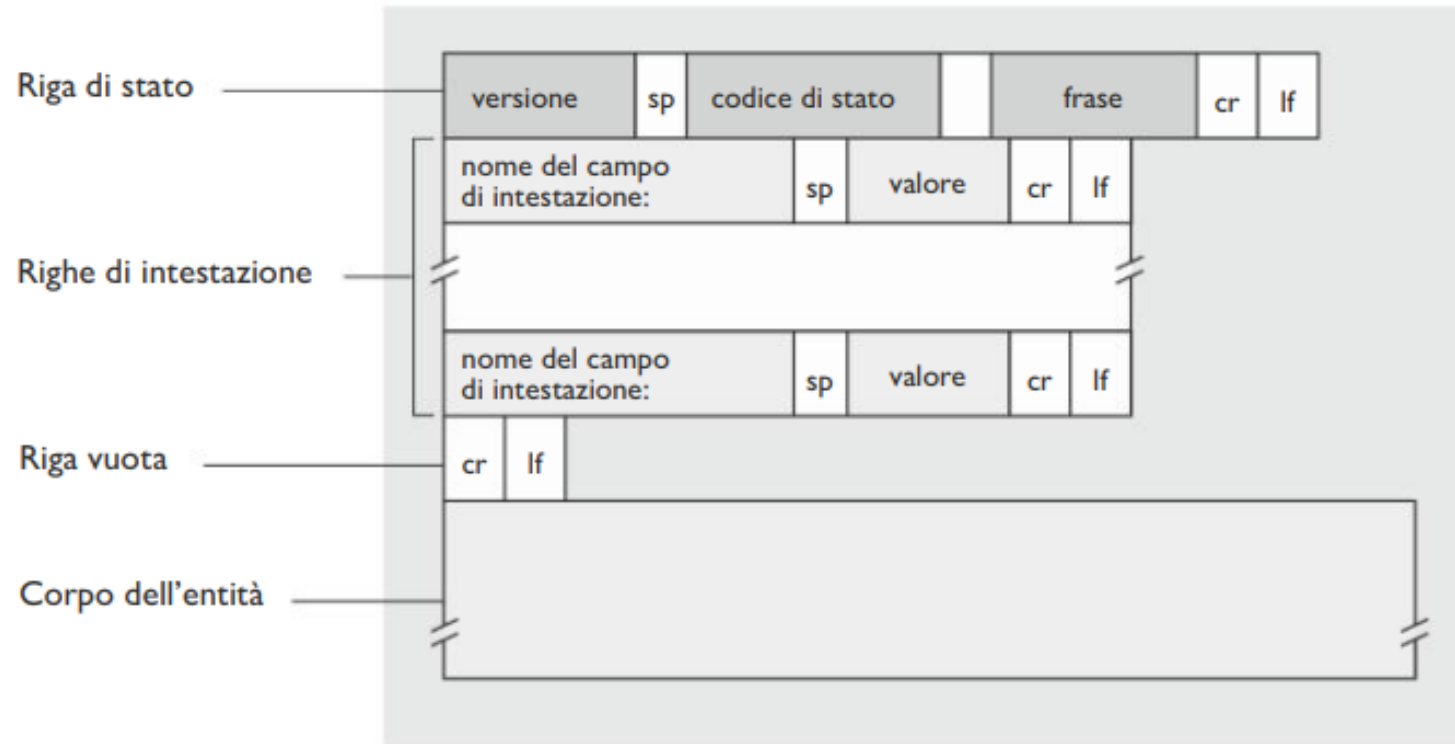 Riga di stato
versione sp codice di stato frase cr lf
nome del campo
di intestazione: sp valore cr lf
Righe di intestazione
nome del campo
di intestazione: sp valore cr lf
Riga vuota
cr lf
Corpo dell'entità